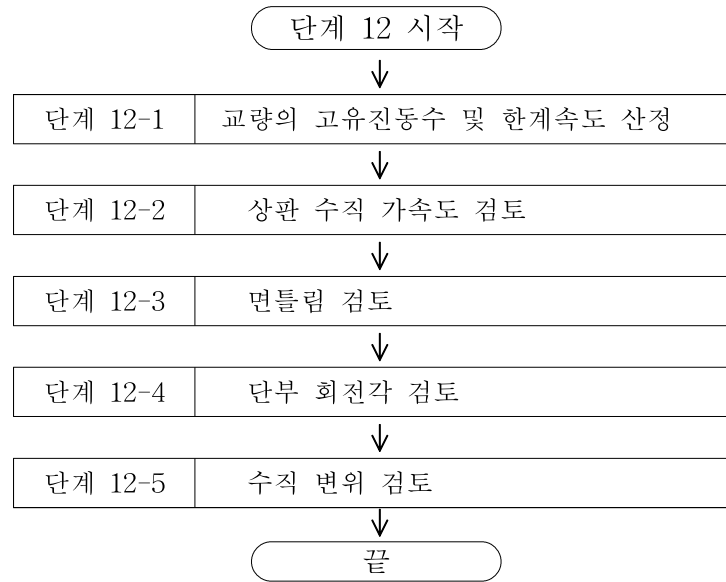 단계 12 시작
단계 12-1 교량의 고유진동수 및 한계속도 산정
단계 12-2 상판 수직 가속도 검토
단계 12-3 면틀림 검토
단계 12-4 단부 회전각 검토
단계 12-5 수직 변위 검토
끝